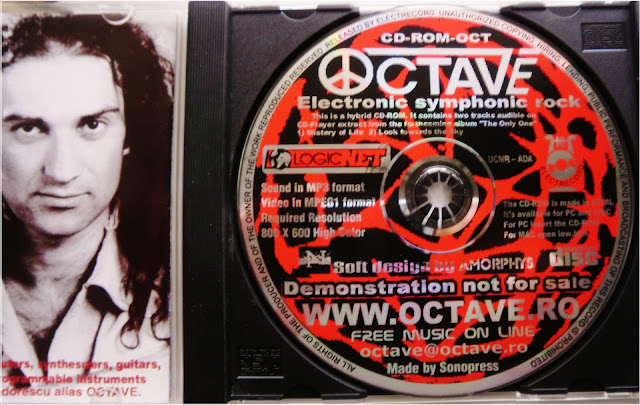 uters, synthesizers, guitars,
ogrammable instruments
dorescu alias OCTAVE.
ALL RIGHTS OF THE PRODUCER AND OF THE OWNER OF THE WORK REPRODUCED RESERVED. RELEASED BY ELECTRECORD. UNAUTHORIZED COPYING, HIRING, LENDING, PUBLIC PERFORMANCE AND BROADCASTING OF THIS RECORD IS PROHIBITED
CD-ROM-OCT
OCTAVE
Electronic symphonic rock
This is a hybrid CD-ROM. It contains two tracks audible on
CD-Player extract from the forthcoming album "The Only One"
1) Mistery of Life 2) Look towards the Sky
LOGIC NET
UCMR - ADA
Sound in MP3 format
Video in MPEG1 format
Required Resolution
800 X 600 High Color
The CD-ROM is made in HTML
It's available for PC and MAC
For PC insert the CD-ROM
For MAC open low.
Soft design by AMORPHYS
disc
Demonstration not for sale
WWW.OCTAVE.RO
FREE MUSIC ON LINE
octave@octave.ro
Made by Sonopress